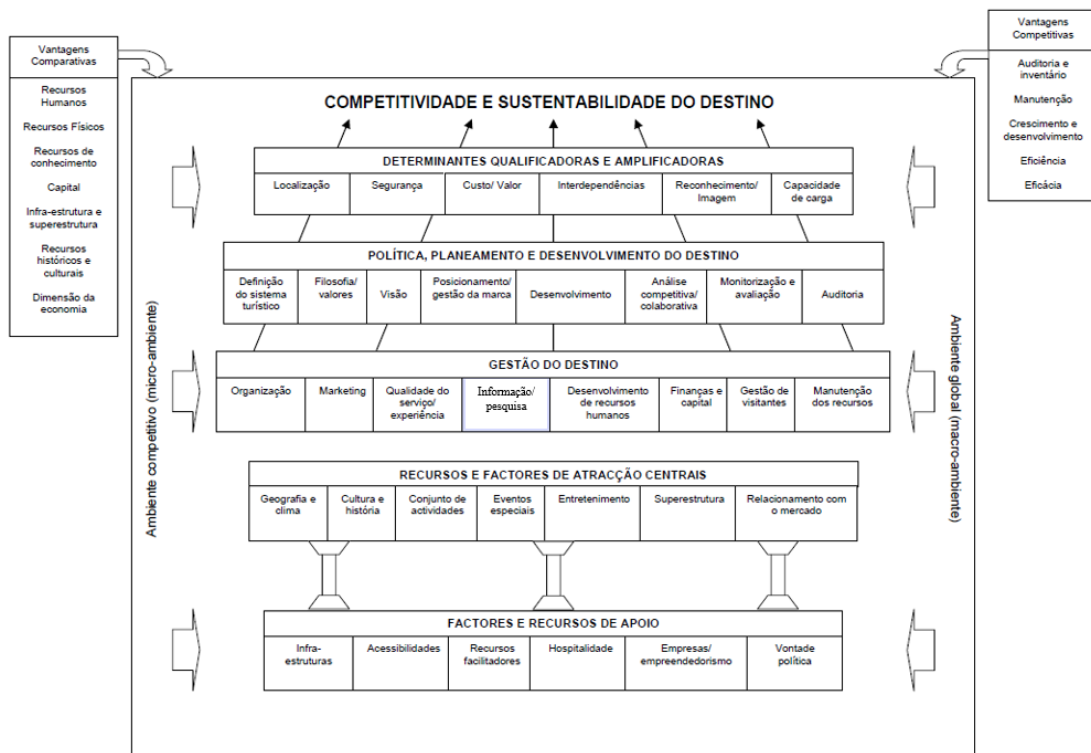 Vantagens
Comparativas
Recursos
Humanos
Recursos Físicos
Recursos de
conhecimento
Capital
Infra-estrutura e
superestrutura
Recursos
históricos e
culturais
Dimensão da
economia
Vantagens
Competitivas
Auditoria e
inventário
Manutenção
Crescimento e
desenvolvimento
Eficiência
Eficácia
COMPETITIVIDADE E SUSTENTABILIDADE DO DESTINO
DETERMINANTES QUALIFICADORAS E AMPLIFICADORAS
Localização
Segurança
Custo/ Valor
Interdependências
Reconhecimento/
Imagem
Capacidade
de carga
POLÍTICA, PLANEAMENTO E DESENVOLVIMENTO DO DESTINO
Definição
do sistema
turístico
Filosofia/
valores
Visão
Posicionamento/
gestão da marca
Desenvolvimento
Análise
competitiva/
colaborativa
Monitorização e
avaliação
Auditoria
GESTÃO DO DESTINO
Organização
Marketing
Qualidade do
serviço/
experiência
Informação/
pesquisa
Desenvolvimento
de recursos
humanos
Finanças e
capital
Gestão de
visitantes
Manutenção
dos recursos
RECURSOS E FACTORES DE ATRACÇÃO CENTRAIS
Geografia e
clima
Cultura e
história
Conjunto de
actividades
Eventos
especiais
Entretenimento
Superestrutura
Relacionamento com
o mercado
FACTORES E RECURSOS DE APOIO
Infra-
estruturas
Acessibilidades
Recursos
facilitadores
Hospitalidade
Empresas/
empreendedorismo
Vontade
política
Ambiente competitivo (micro-ambiente)
Ambiente global (macro-ambiente)